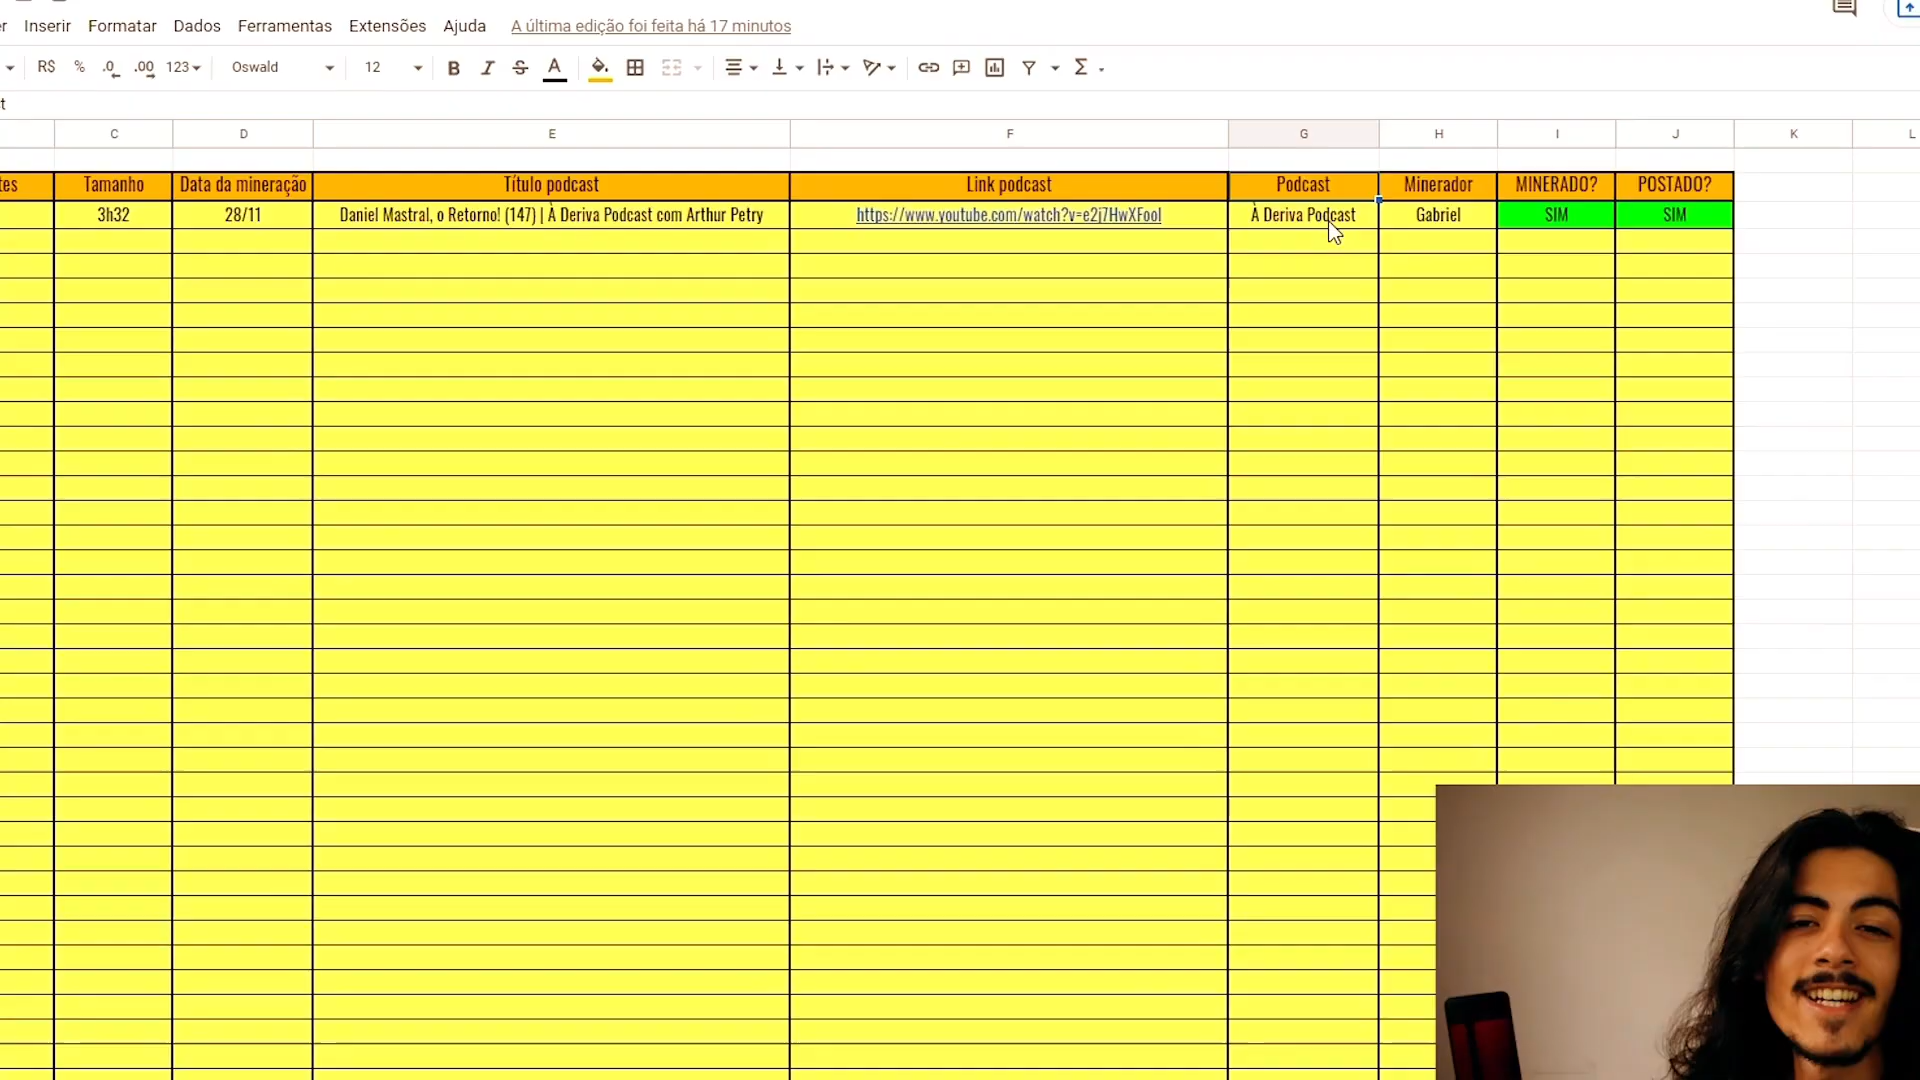 er Inserir Formatar Dados Ferramentas Extensões Ajuda A última edição foi feita há 17 minutos
R$ % .0 .00 123 Oswald 12 B I S A Σ
t
C D E F G H I J K L
tes Tamanho Data da mineração Título podcast Link podcast Podcast Minerador MINERADO? POSTADO?
3h32 28/11 Daniel Mastral, o Retorno! (147) | À Deriva Podcast com Arthur Petry https://www.youtube.com/watch?v=e2j7HwXFooI À Deriva Podcast Gabriel SIM SIM